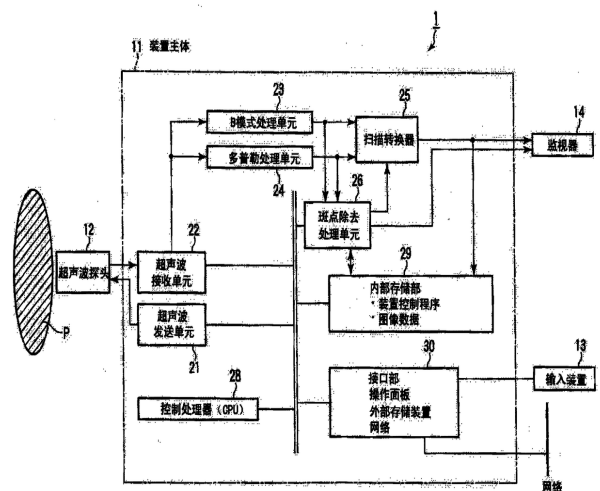 1
11 装置主体
23
B模式处理单元
25
扫描转换器
14
监视器
多普勒处理单元
24
26
斑点除去
处理单元
12
超声波探头
22
超声波
接收单元
29
内部存储部
·装置控制程序
·图像数据
P
超声波
发送单元
21
30
接口部
操作面板
外部存储装置
网络
13
输入装置
28
控制处理器(CPU)
网络